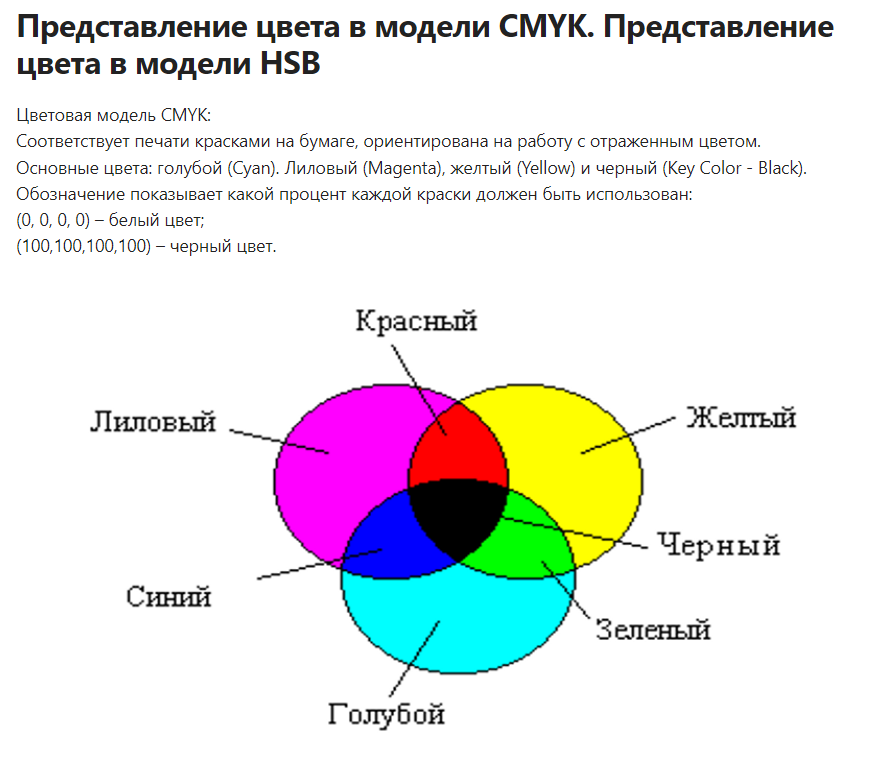 Представление цвета в модели CMYK. Представление
цвета в модели HSB
Цветовая модель CMYK:
Соответствует печати красками на бумаге, ориентирована на работу с отраженным цветом.
Основные цвета: голубой (Cyan). Лиловый (Magenta), желтый (Yellow) и черный (Key Color - Black).
Обозначение показывает какой процент каждой краски должен быть использован:
(0, 0, 0, 0) – белый цвет;
(100,100,100,100) – черный цвет.
Красный
Лиловый
Желтый
Черный
Синий
Зеленый
Голубой